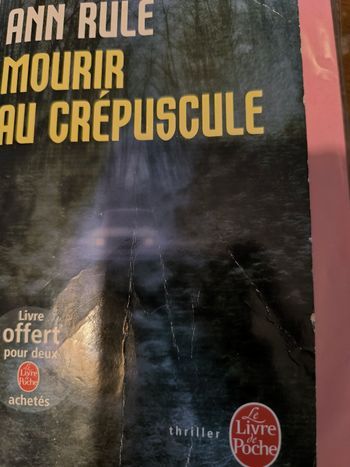 ANN RULE
MOURIR
AU CRÉPUSCULE
Livre
offert
pour deux
Le
Livre
de
Poche
achetés
thriller
Le
Livre
de
Poche